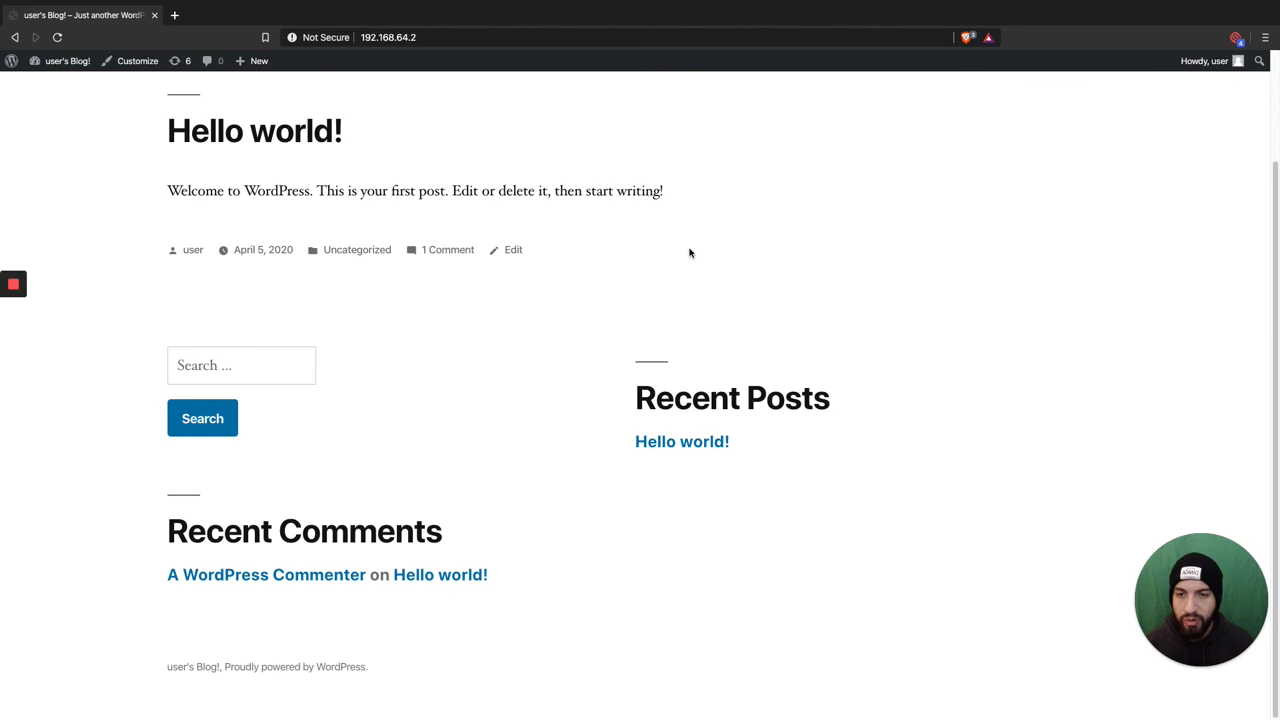 user's Blog! – Just another WordP
Not Secure 192.168.64.2
3
4
user's Blog! Customize 6 0 New Howdy, user
Hello world!
Welcome to WordPress. This is your first post. Edit or delete it, then start writing!
user April 5, 2020 Uncategorized 1 Comment Edit
Search ...
Search
Recent Posts
Hello world!
Recent Comments
A WordPress Commenter on Hello world!
user's Blog!, Proudly powered by WordPress.